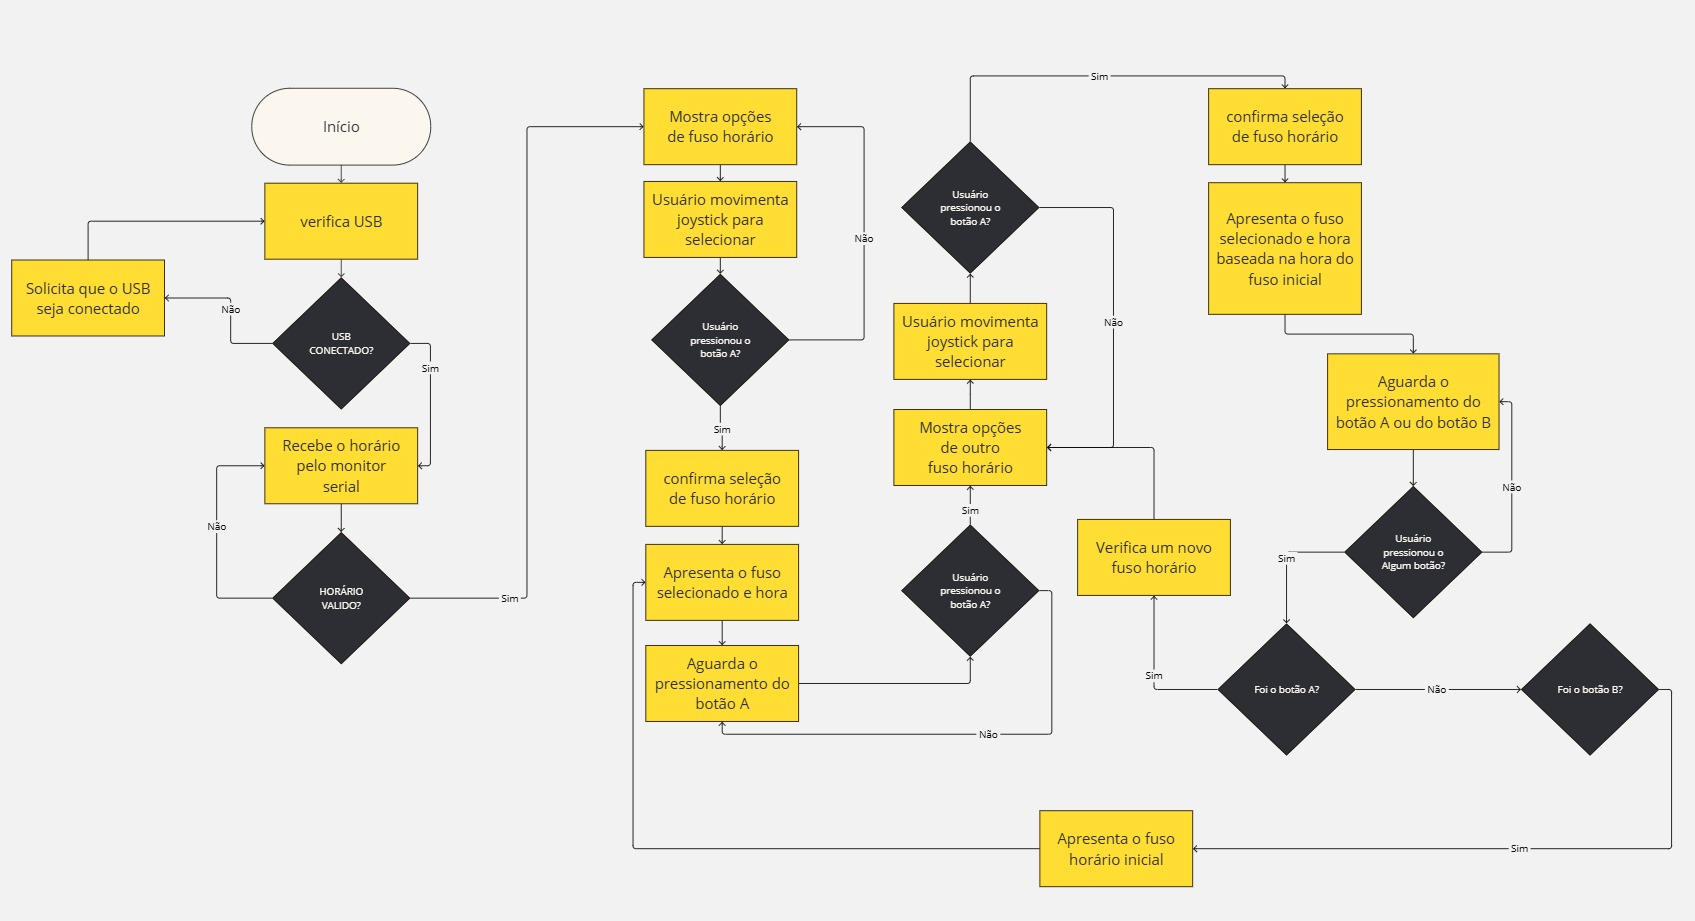 Início
verifica USB
Solicita que o USB
seja conectado
Não
USB
CONECTADO?
Sim
Recebe o horário
pelo monitor
serial
Não
HORÁRIO
VALIDO?
Sim
Mostra opções
de fuso horário
Usuário movimenta
joystick para
selecionar
Não
Usuário
pressionou o
botão A?
Sim
confirma seleção
de fuso horário
Apresenta o fuso
selecionado e hora
Aguarda o
pressionamento do
botão A
Não
Usuário
pressionou o
botão A?
Sim
Mostra opções
de outro
fuso horário
Usuário movimenta
joystick para
selecionar
Usuário
pressionou o
botão A?
Não
Sim
confirma seleção
de fuso horário
Apresenta o fuso
selecionado e hora
baseada na hora do
fuso inicial
Aguarda o
pressionamento do
botão A ou do botão B
Não
Usuário
pressionou o
Algum botão?
Sim
Foi o botão A?
Sim
Verifica um novo
fuso horário
Não
Foi o botão B?
Sim
Apresenta o fuso
horário inicial